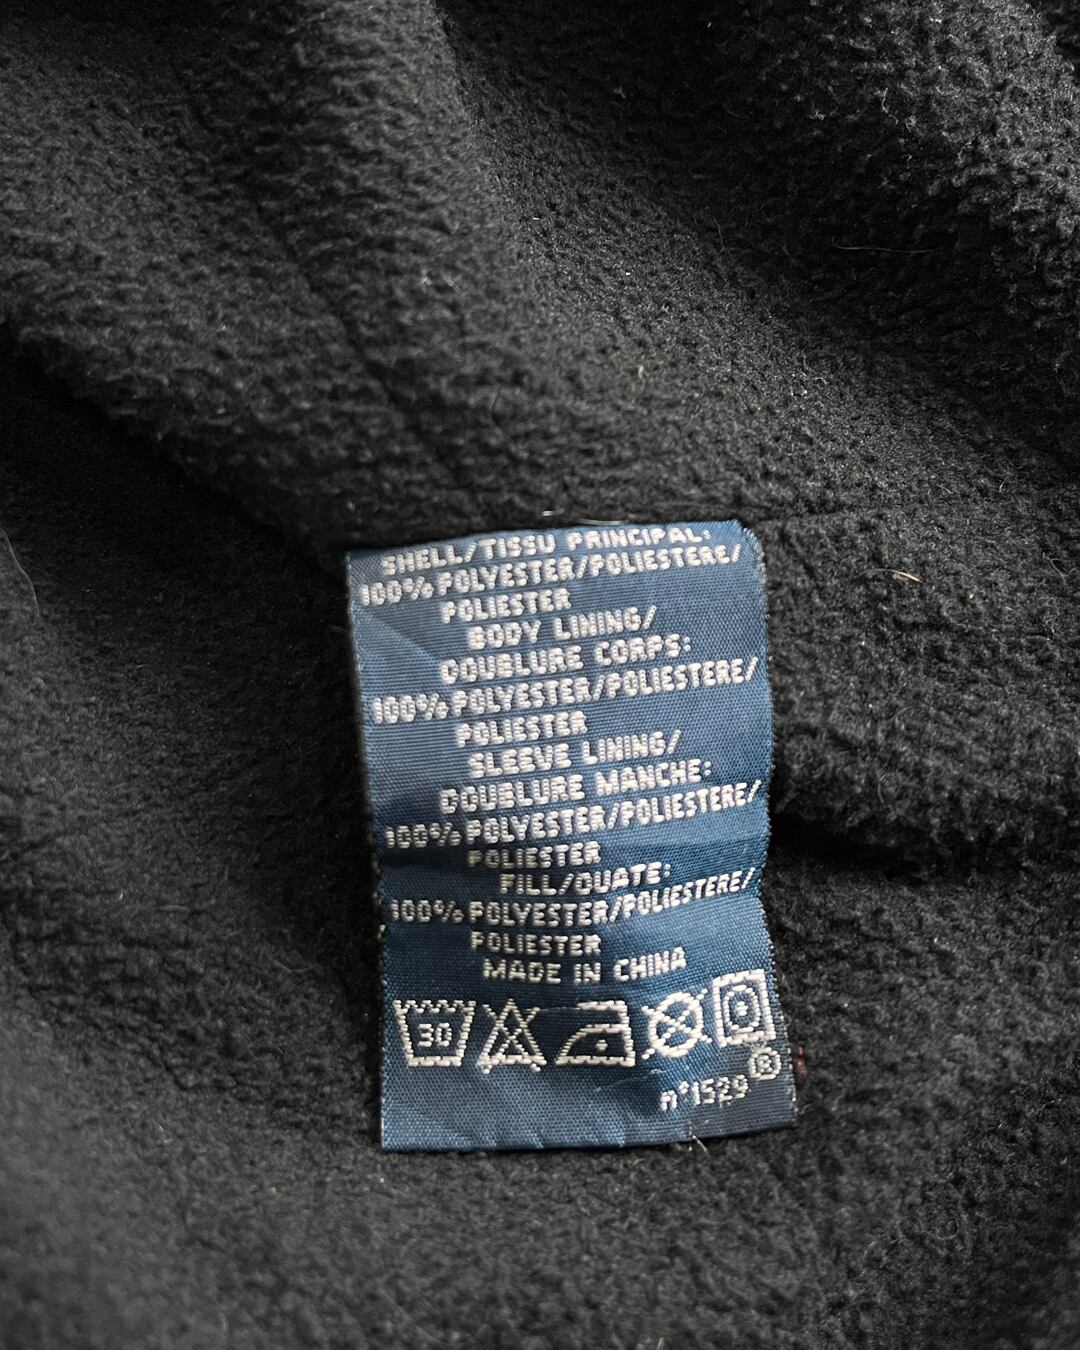 SHELL/TISSU PRINCIPAL:
100% POLYESTER/POLIESTERE/
POLIESTER
BODY LINING/
DOUBLURE CORPS:
100% POLYESTER/POLIESTERE/
POLIESTER
SLEEVE LINING/
DOUBLURE MANCHE:
100% POLYESTER/POLIESTERE/
POLIESTER
FILL/OUATE:
100% POLYESTER/POLIESTERE/
POLIESTER
MADE IN CHINA
30
®
n°1529